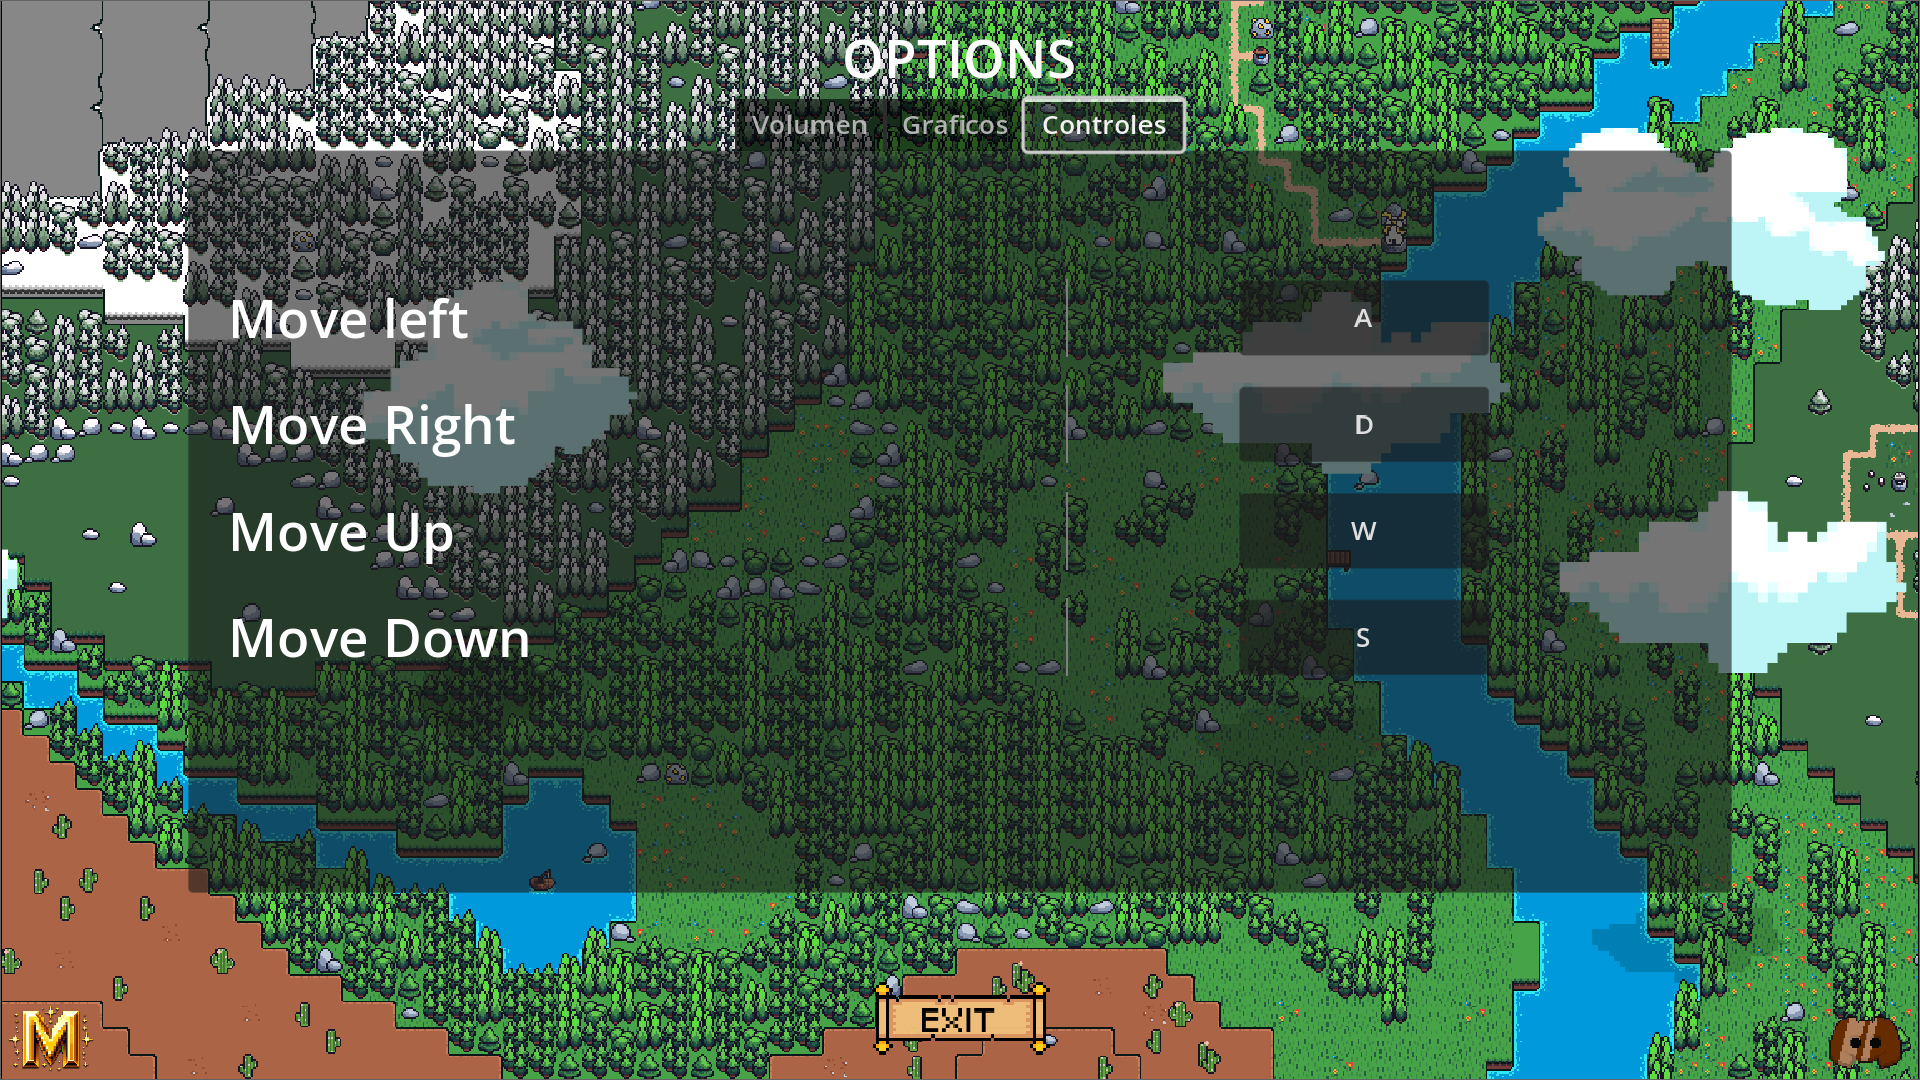 OPTIONS
Volumen Graficos Controles
Move left A
Move Right D
Move Up W
Move Down S
EXIT
M